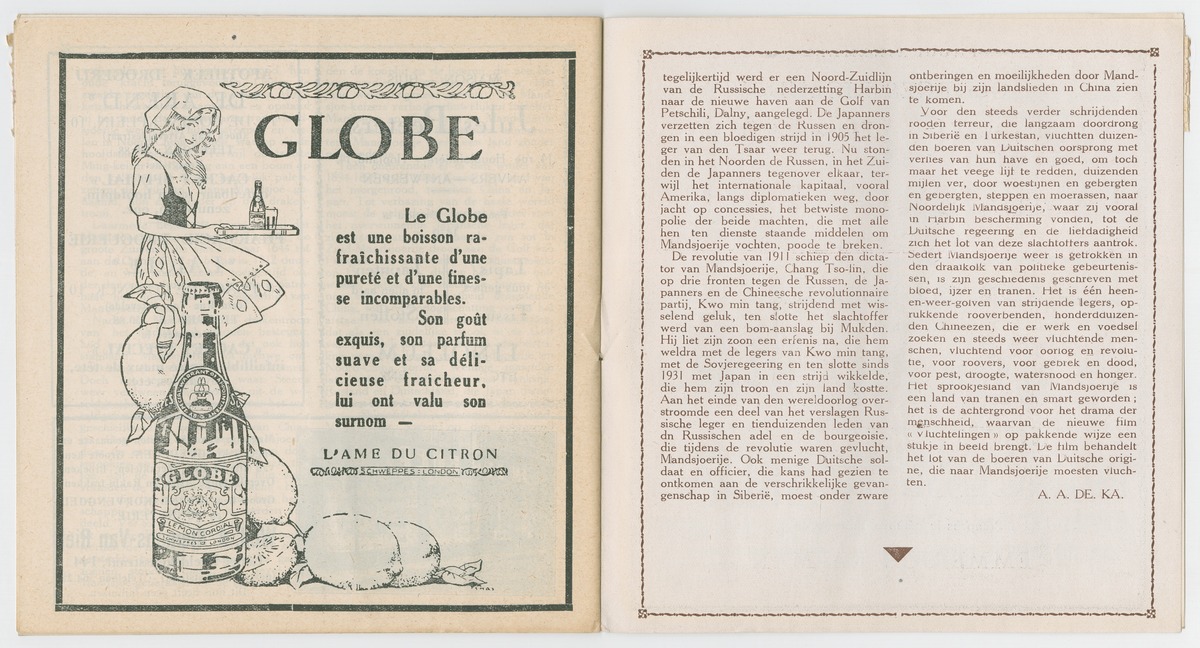 GLOBE
Le Globe
est une boisson ra-
fraîchissante d'une
pureté et d'une fines-
se incomparables.
Son goût
exquis, son parfum
suave et sa déli-
cieuse fraîcheur,
lui ont valu son
surnom —
L'AME DU CITRON
SCHWEPPES: LONDON
GLOBE
LEMON CORDIAL
tegelijkertijd werd er een Noord-Zuidlijn
van de Russische nederzetting Harbin
naar de nieuwe haven aan de Golf van
Petschili, Dalny, aangelegd. De Japanners
verzetten zich tegen de Russen en dron-
gen in een bloedigen strijd in 1905 het le-
ger van den Tsaar weer terug. Nu ston-
den in het Noorden de Russen, in het Zui-
den de Japanners tegenover elkaar, ter-
wijl het internationale kapitaal, vooral
Amerika, langs diplomatieken weg, door
jacht op concessies, het betwiste mono-
polie der beide machten, die met alle
hen ten dienste staande middelen om
Mandsjoerije vochten, poode te breken.
De revolutie van 1911 schiep den dicta-
tor van Mandsjoerije, Chang Tso-lin, die
op drie fronten tegen de Russen, de Ja-
panners en de Chineesche revolutionnaire
partij, Kwo min tang, strijdend met wis-
selend geluk, ten slotte het slachtoffer
werd van een bom-aanslag bij Mukden.
Hij liet zijn zoon een erfenis na, die hem
weldra met de legers van Kwo min tang,
met de Sovjeregeering en ten slotte sinds
1931 met Japan in een strijd wikkelde,
die hem zijn troon en zijn land kostte.
Aan het einde van den wereldoorlog over-
stroomde een deel van het verslagen Rus-
sische leger en tienduizenden leden van
dn Russischen adel en de bourgeoisie,
die tijdens de revolutie waren gevlucht,
Mandsjoerije. Ook menige Duitsche sol-
daat en officier, die kans had gezien te
ontkomen aan de verschrikkelijke gevan-
genschap in Siberië, moest onder zware
ontberingen en moeilijkheden door Mand-
sjoerije bij zijn landslieden in China zien
te komen.
Voor den steeds verder schrijdenden
rooden terreur, die langzaam doordrong
in Siberië en Turkestan, vluchtten duizen-
den boeren van Duitschen oorsprong met
verlies van hun have en goed, om toch
maar het veege lijf te redden, duizenden
mijlen ver, door woestijnen en gebergten
en gebergten, steppen en moerassen, naar
Noordelijk Mandsjoerije, waar zij vooral
in Harbin bescherming vonden, tot de
Duitsche regeering en de liefdadigheid
zich het lot van deze slachtoffers aantrok.
Sedert Mandsjoerije weer is getrokken in
den draaikolk van politieke gebeurtenis-
sen, is zijn geschiedenis geschreven met
bloed, ijzer en tranen. Het is één heen-
en-weer-golven van strijdende legers, op-
rukkende rooverbenden, honderdduizen-
den Chineezen, die er werk en voedsel
zoeken en steeds weer vluchtende men-
schen, vluchtend voor oorlog en revolu-
tie, voor roovers, voor gebrek en dood,
voor pest, droogte, watersnood en honger.
Het sprookjesland van Mandsjoerije is
een land van tranen en smart geworden ;
het is de achtergrond voor het drama der
menschheid, waarvan de nieuwe film
« Vluchtelingen » op pakkende wijze een
stukje in beeld brengt. De film behandelt
het lot van de boeren van Duitsche origi-
ne, die naar Mandsjoerije moesten vluch-
ten.
A. A. DE. KA.